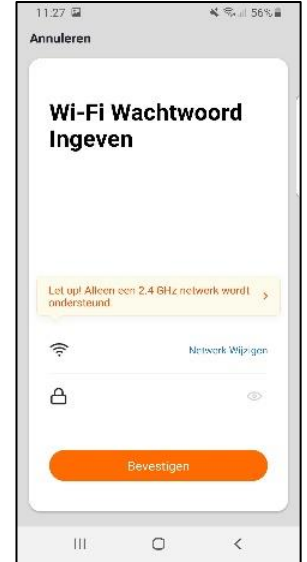 11.27 56%
Annuleren
Wi-Fi Wachtwoord
Ingeven
Let up! Alleen een 2.4 GHz netwerk wordt
ondersteund.
Netwerk Wijzigen
Bevestigen